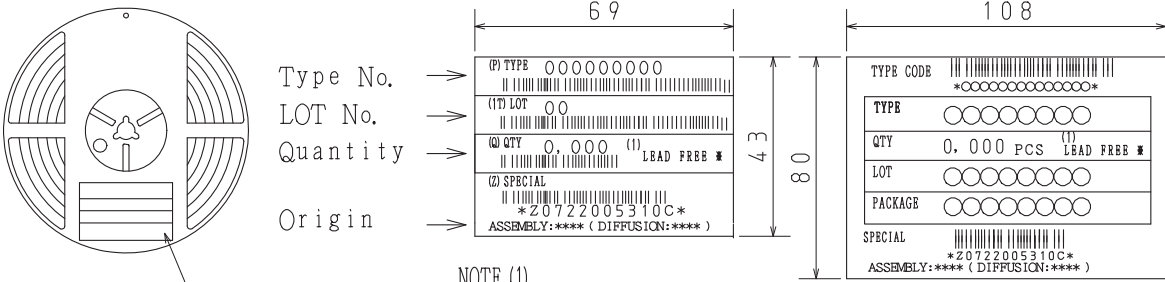 69
108
Type No.
LOT No.
Quantity
Origin
(P) TYPE 000000000
(1T) LOT 00
(Q) QTY 0,000 (1) LEAD FREE *
(Z) SPECIAL
*Z0722005310C*
ASSEMBLY:**** (DIFFUSION:****)
43
80
TYPE CODE
*○○○○○○○○○○○○○○*
TYPE ○○○○○○○○
QTY 0,000 PCS (1) LEAD FREE *
LOT ○○○○○○○○
PACKAGE ○○○○○○○○
SPECIAL
*Z0722005310C*
ASSEMBLY:**** (DIFFUSION:****)
NOTE (1)